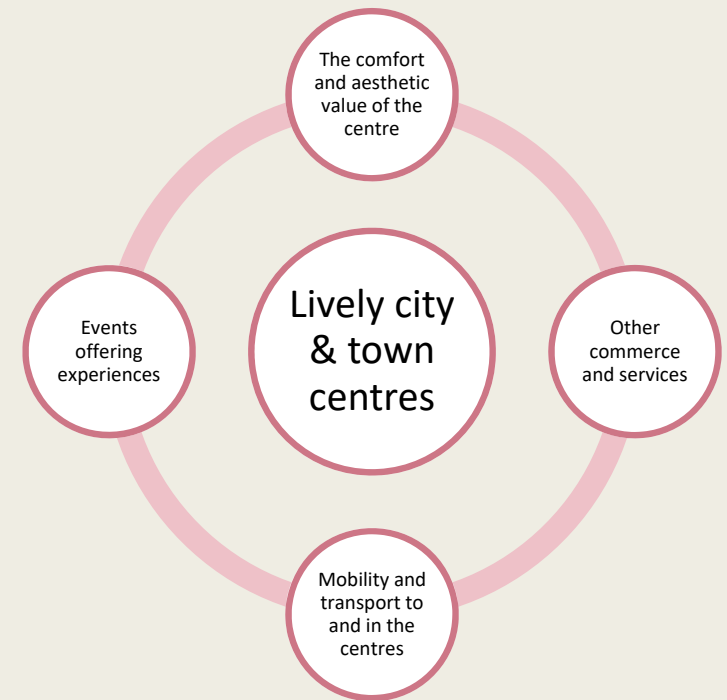 The comfort
and aesthetic
value of the
centre
Events
offering
experiences
Lively city
& town
centres
Other
commerce
and services
Mobility and
transport to
and in the
centres